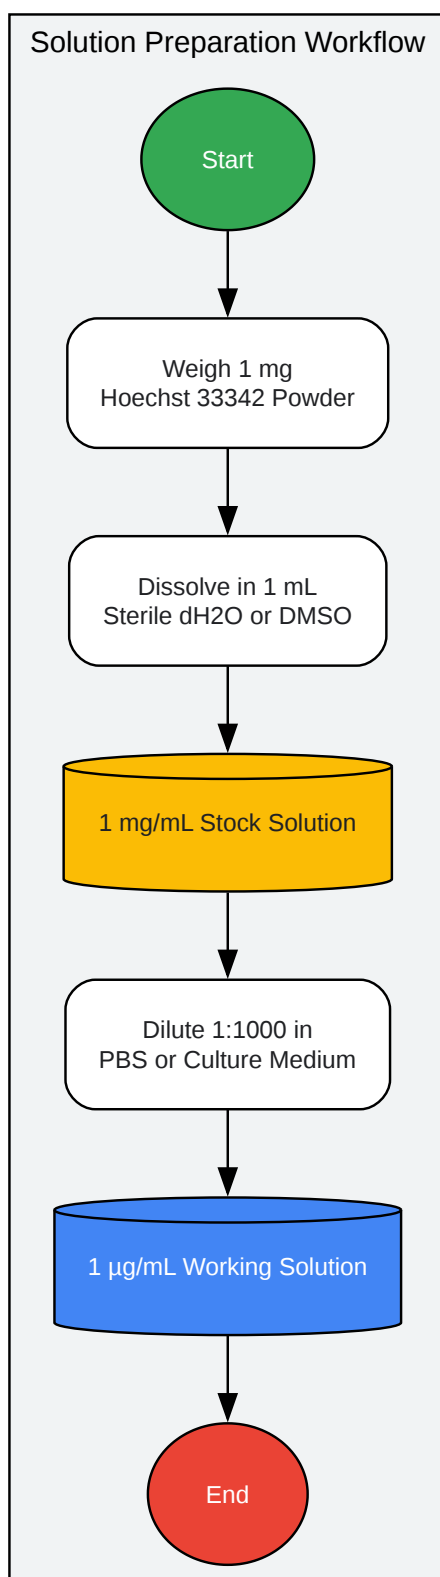 Solution Preparation Workflow
Start
Weigh 1 mg
Hoechst 33342 Powder
Dissolve in 1 mL
Sterile dH2O or DMSO
1 mg/mL Stock Solution
Dilute 1:1000 in
PBS or Culture Medium
1 µg/mL Working Solution
End